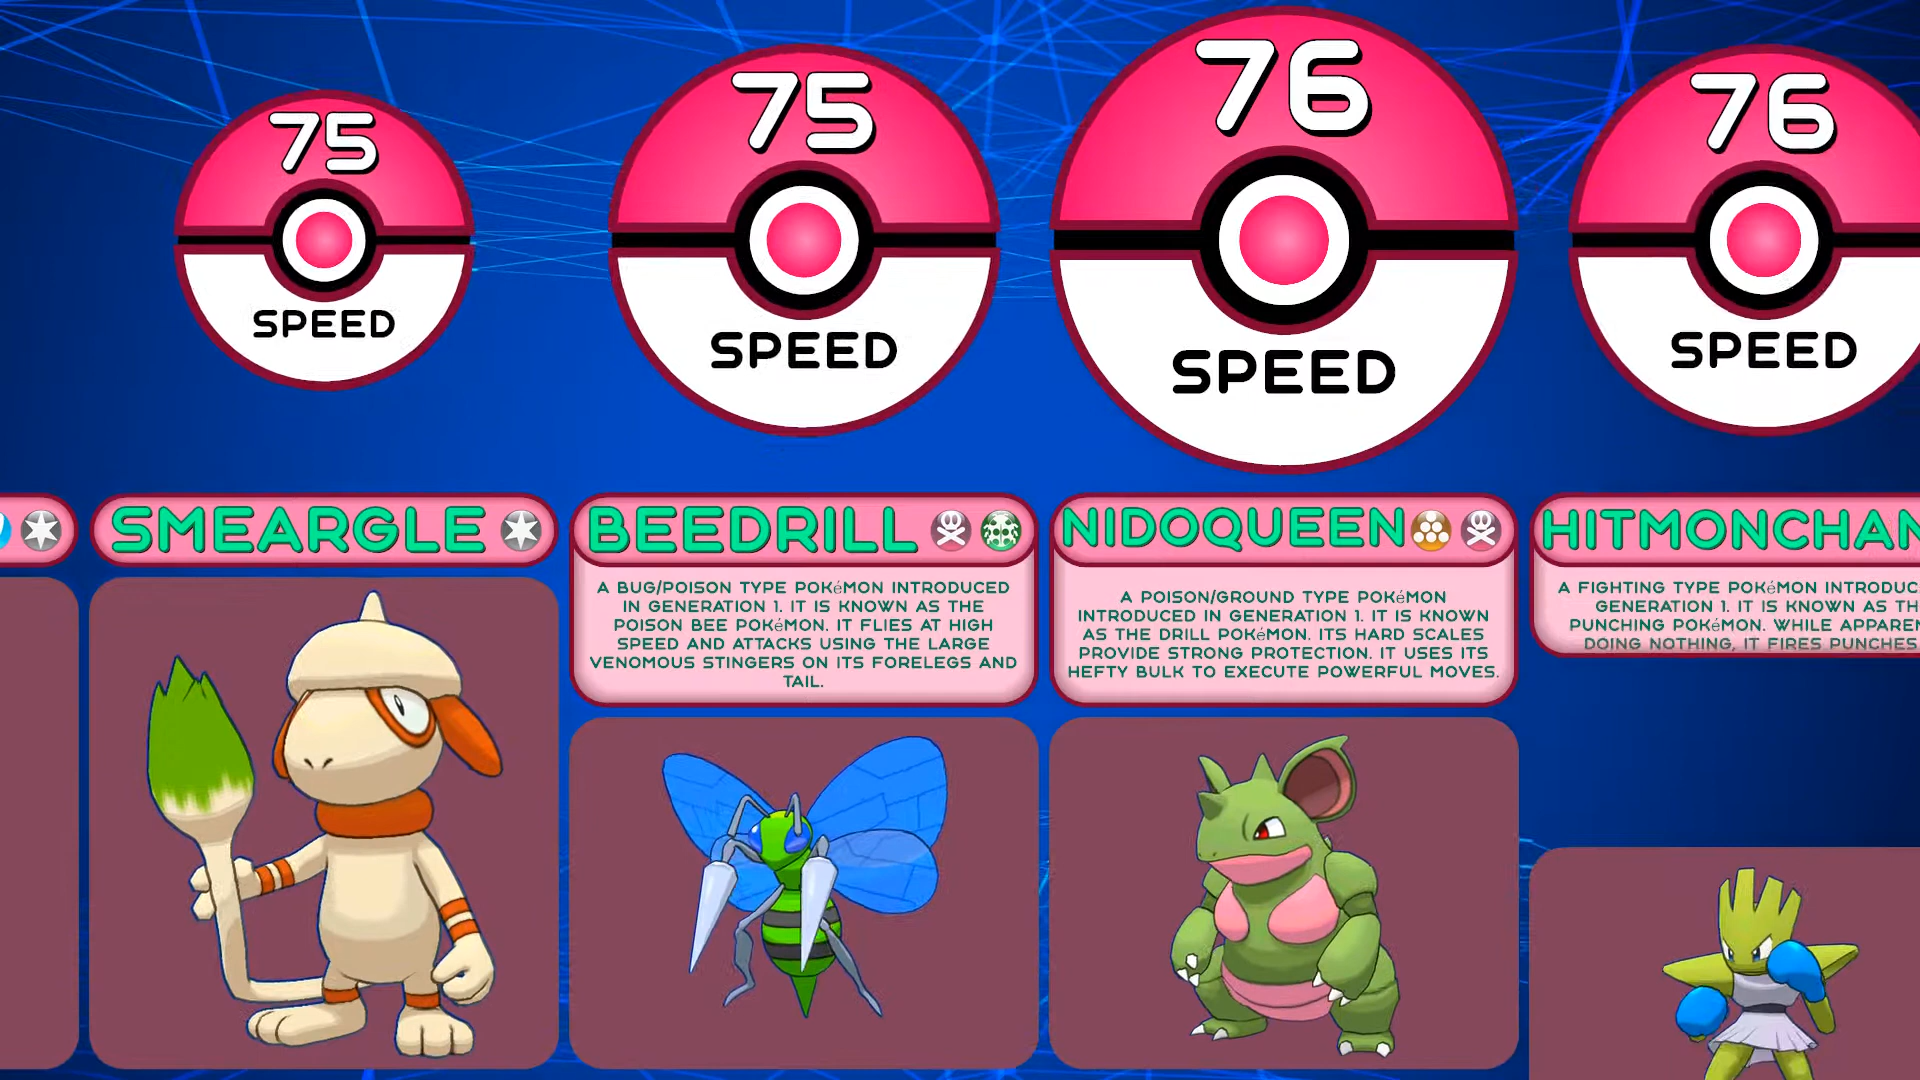 75
SPEED
75
SPEED
76
SPEED
76
SPEED
SMEARGLE
BEEDRILL
A BUG/POISON TYPE POKéMON INTRODUCED
IN GENERATION 1. IT IS KNOWN AS THE
POISON BEE POKéMON. IT FLIES AT HIGH
SPEED AND ATTACKS USING THE LARGE
VENOMOUS STINGERS ON ITS FORELEGS AND
TAIL.
NIDOQUEEN
A POISON/GROUND TYPE POKéMON
INTRODUCED IN GENERATION 1. IT IS KNOWN
AS THE DRILL POKéMON. ITS HARD SCALES
PROVIDE STRONG PROTECTION. IT USES ITS
HEFTY BULK TO EXECUTE POWERFUL MOVES.
HITMONCHAN
A FIGHTING TYPE POKéMON INTRODUC
GENERATION 1. IT IS KNOWN AS TH
PUNCHING POKéMON. WHILE APPAREN
DOING NOTHING, IT FIRES PUNCHES